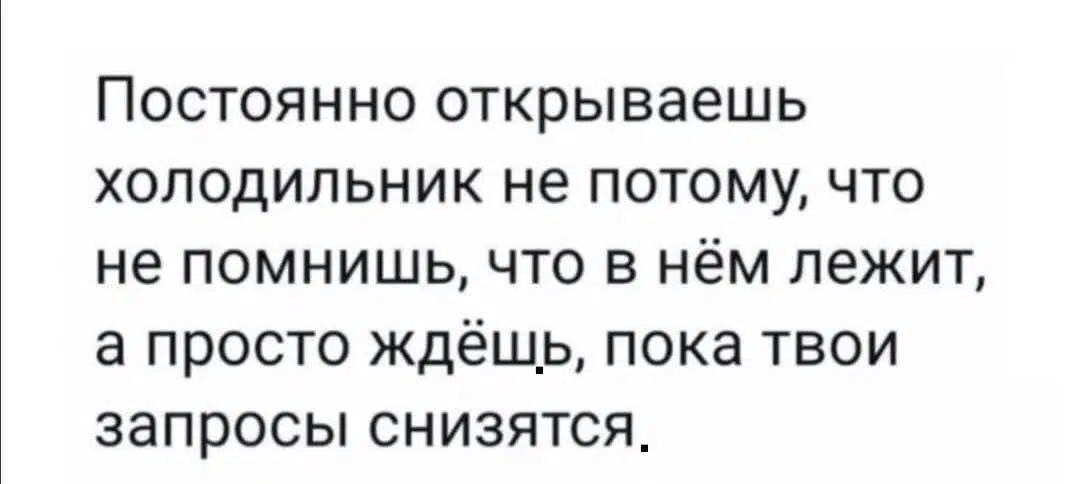 Постоянно открываешь
холодильник не потому, что
не помнишь, что в нём лежит,
а просто ждёшь, пока твои
запросы снизятся.